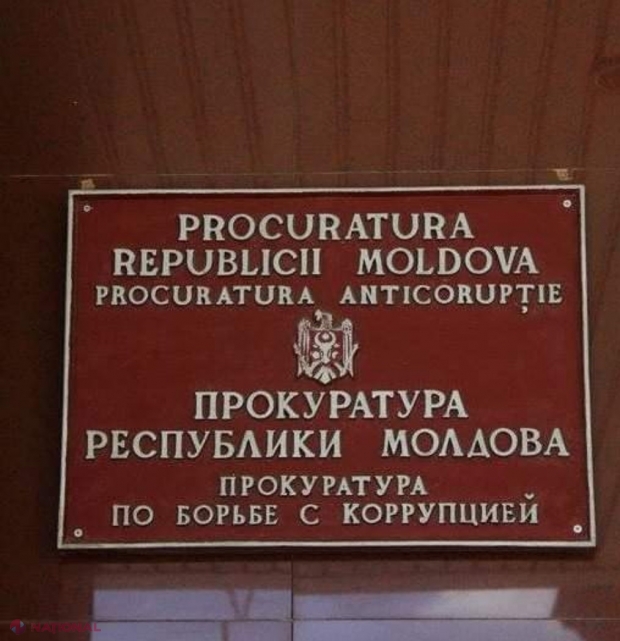 PROCURATURA
REPUBLICII MOLDOVA
PROCURATURA ANTICORUPȚIE
ПРОКУРАТУРА
РЕСПУБЛИКИ МОЛДОВА
ПРОКУРАТУРА
ПО БОРЬБЕ С КОРРУПЦИЕЙ